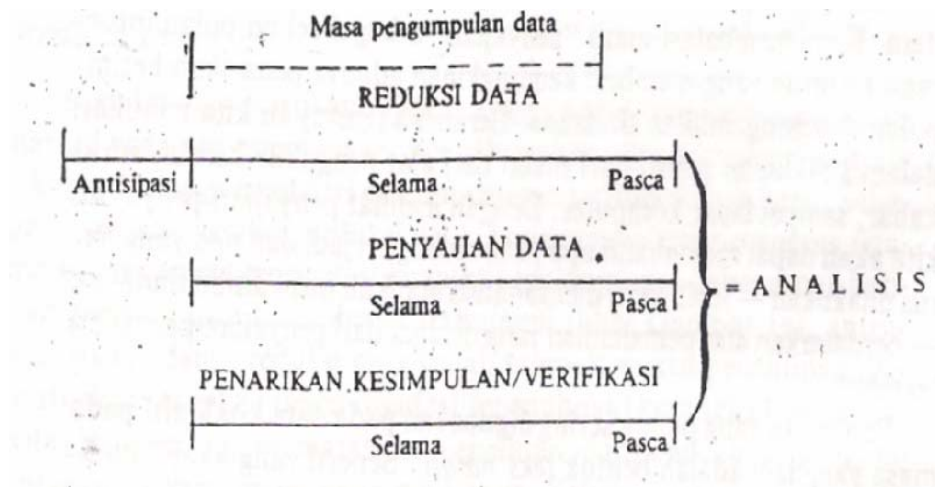 Masa pengumpulan data
REDUKSI DATA
Antisipasi Selama Pasca
PENYAJIAN DATA
Selama Pasca
= ANALISIS
PENARIKAN KESIMPULAN/VERIFIKASI
Selama Pasca